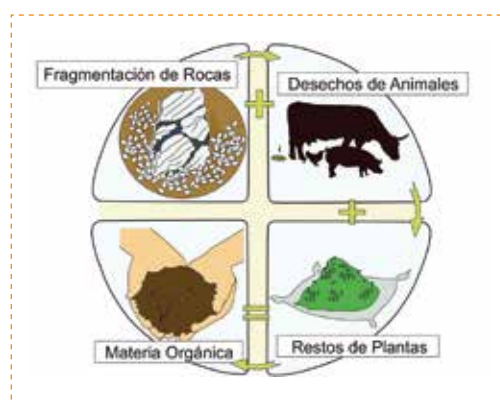 Fragmentación de Rocas
Desechos de Animales
Materia Orgánica
Restos de Plantas